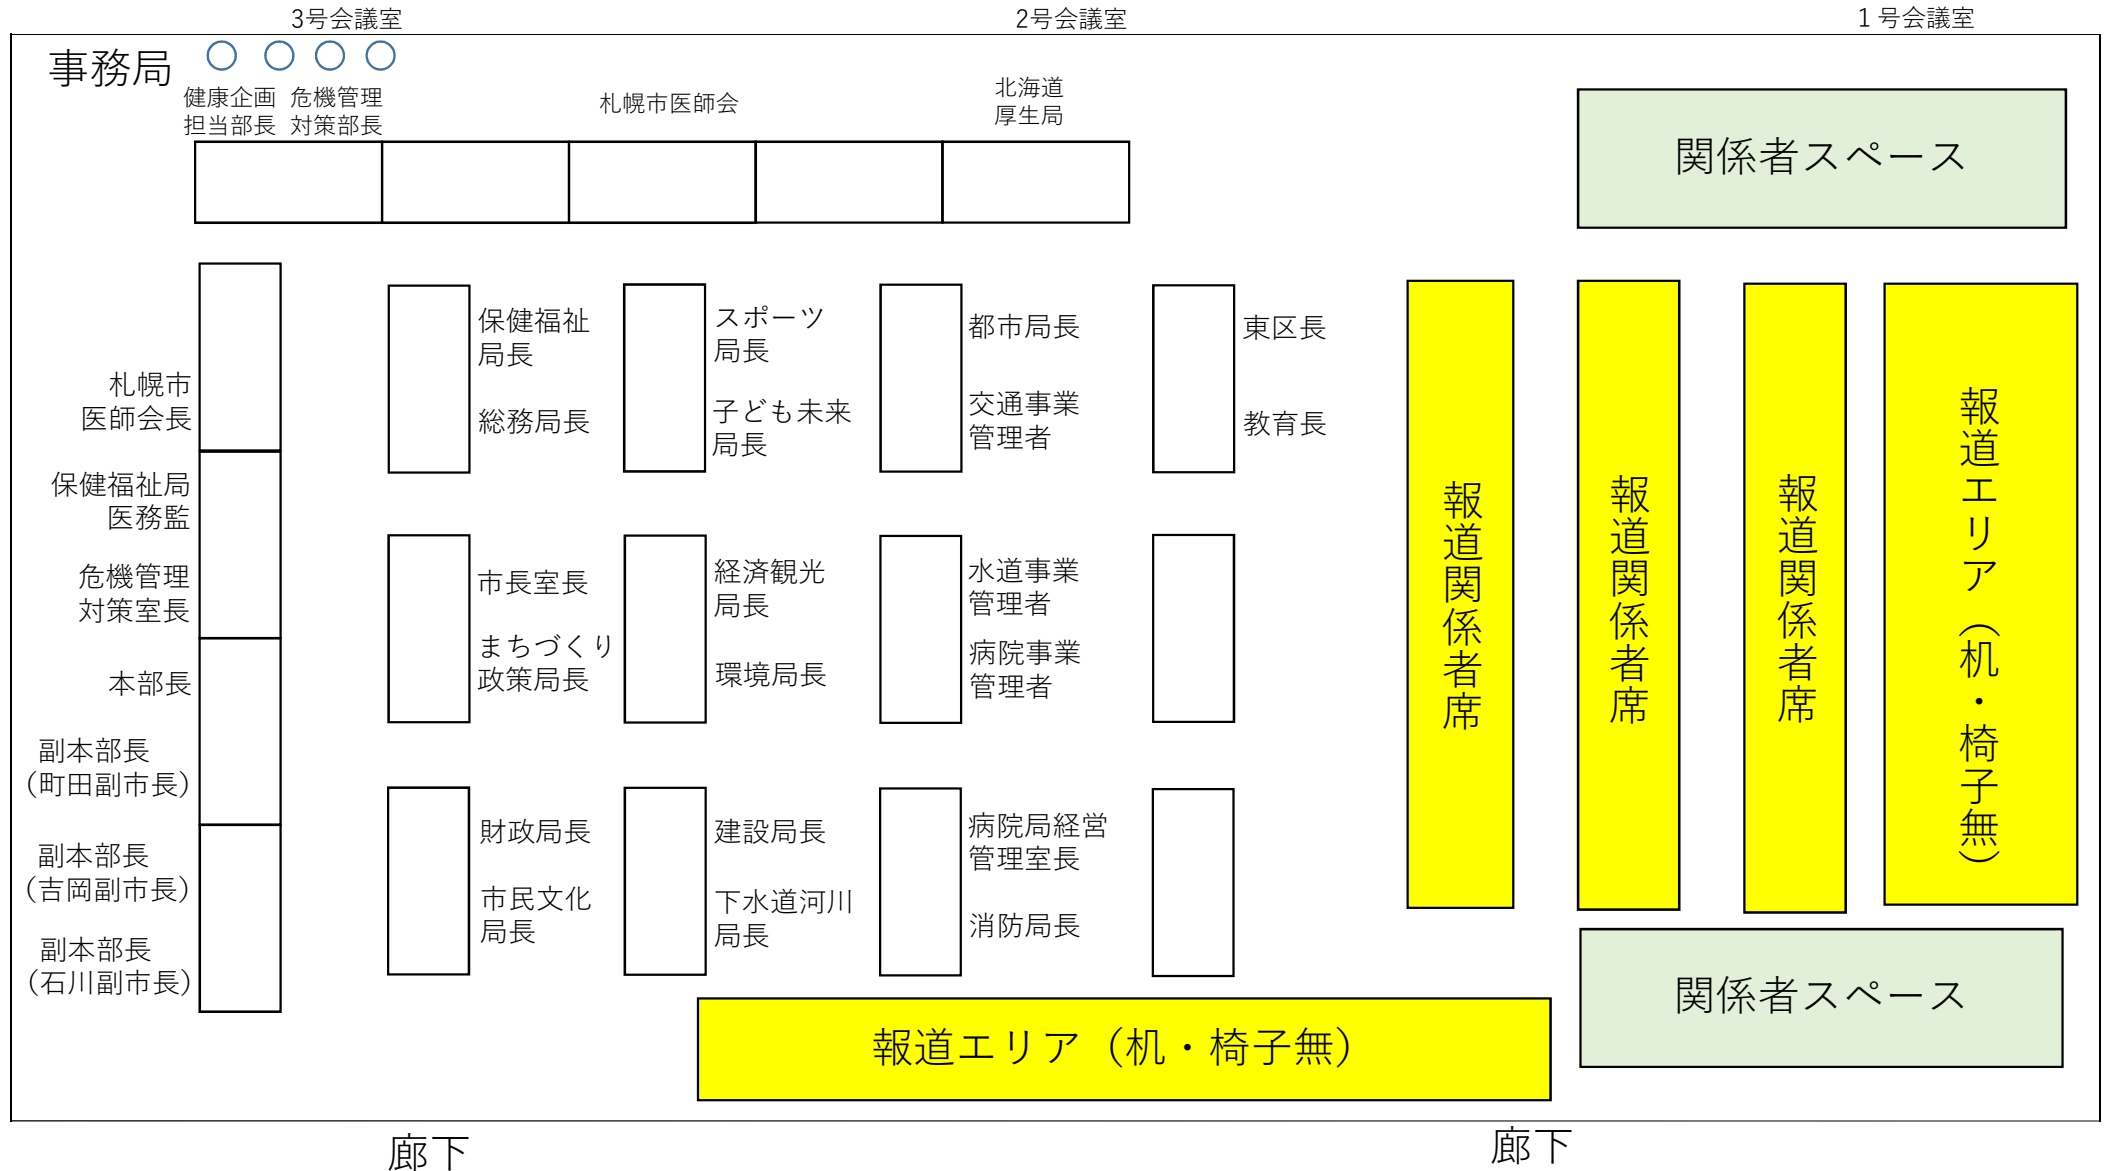 3号会議室
2号会議室
１号会議室
事務局
健康企画
担当部長
危機管理
対策部長
札幌市医師会
北海道
厚生局
関係者スペース
札幌市
医師会長
保健福祉局
医務監
危機管理
対策室長
本部長
副本部長
（町田副市長）
副本部長
（吉岡副市長）
副本部長
（石川副市長）
保健福祉
局長
総務局長
スポーツ
局長
子ども未来
局長
都市局長
交通事業
管理者
東区長
教育長
市長室長
まちづくり
政策局長
経済観光
局長
環境局長
水道事業
管理者
病院事業
管理者
財政局長
市民文化
局長
建設局長
下水道河川
局長
病院局経営
管理室長
消防局長
報道関係者席
報道関係者席
報道関係者席
報道エリア（机・椅子無）
関係者スペース
報道エリア（机・椅子無）
廊下
廊下